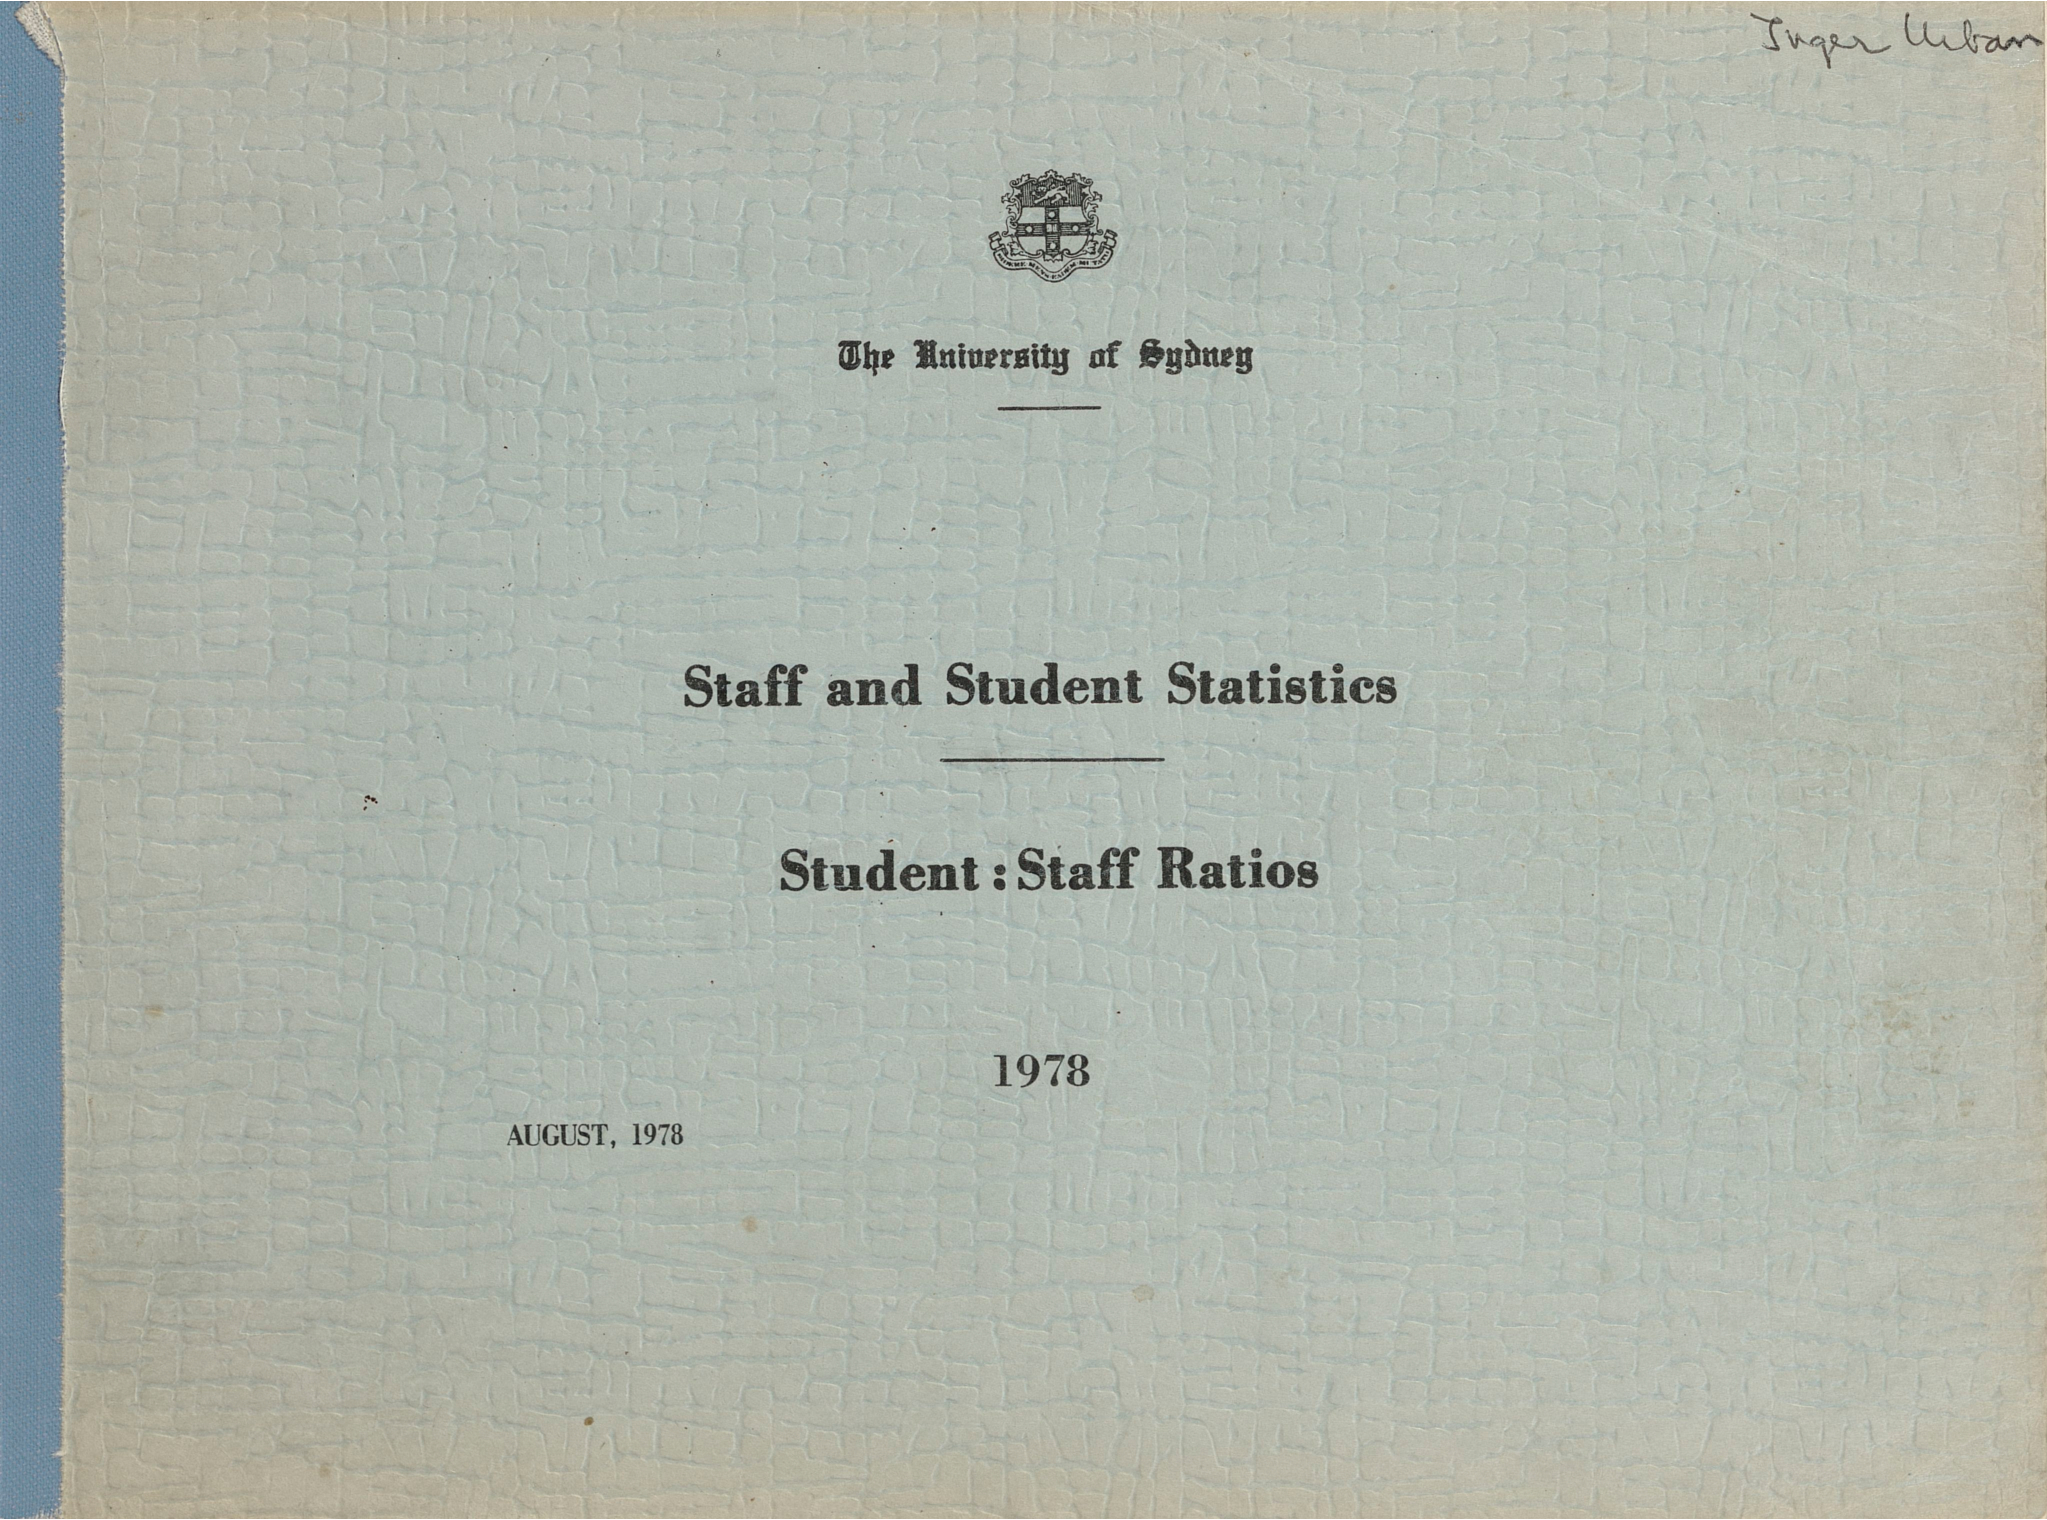 Inger Urban
The University of Sydney
Staff and Student Statistics
Student : Staff Ratios
1978
AUGUST, 1978